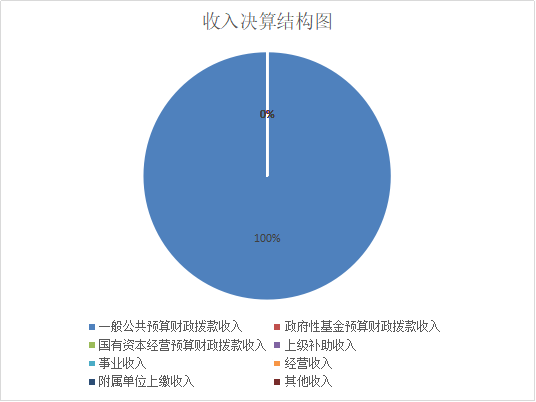 收入决算结构图
0%
100%
一般公共预算财政拨款收入
政府性基金预算财政拨款收入
国有资本经营预算财政拨款收入
上级补助收入
事业收入
经营收入
附属单位上缴收入
其他收入